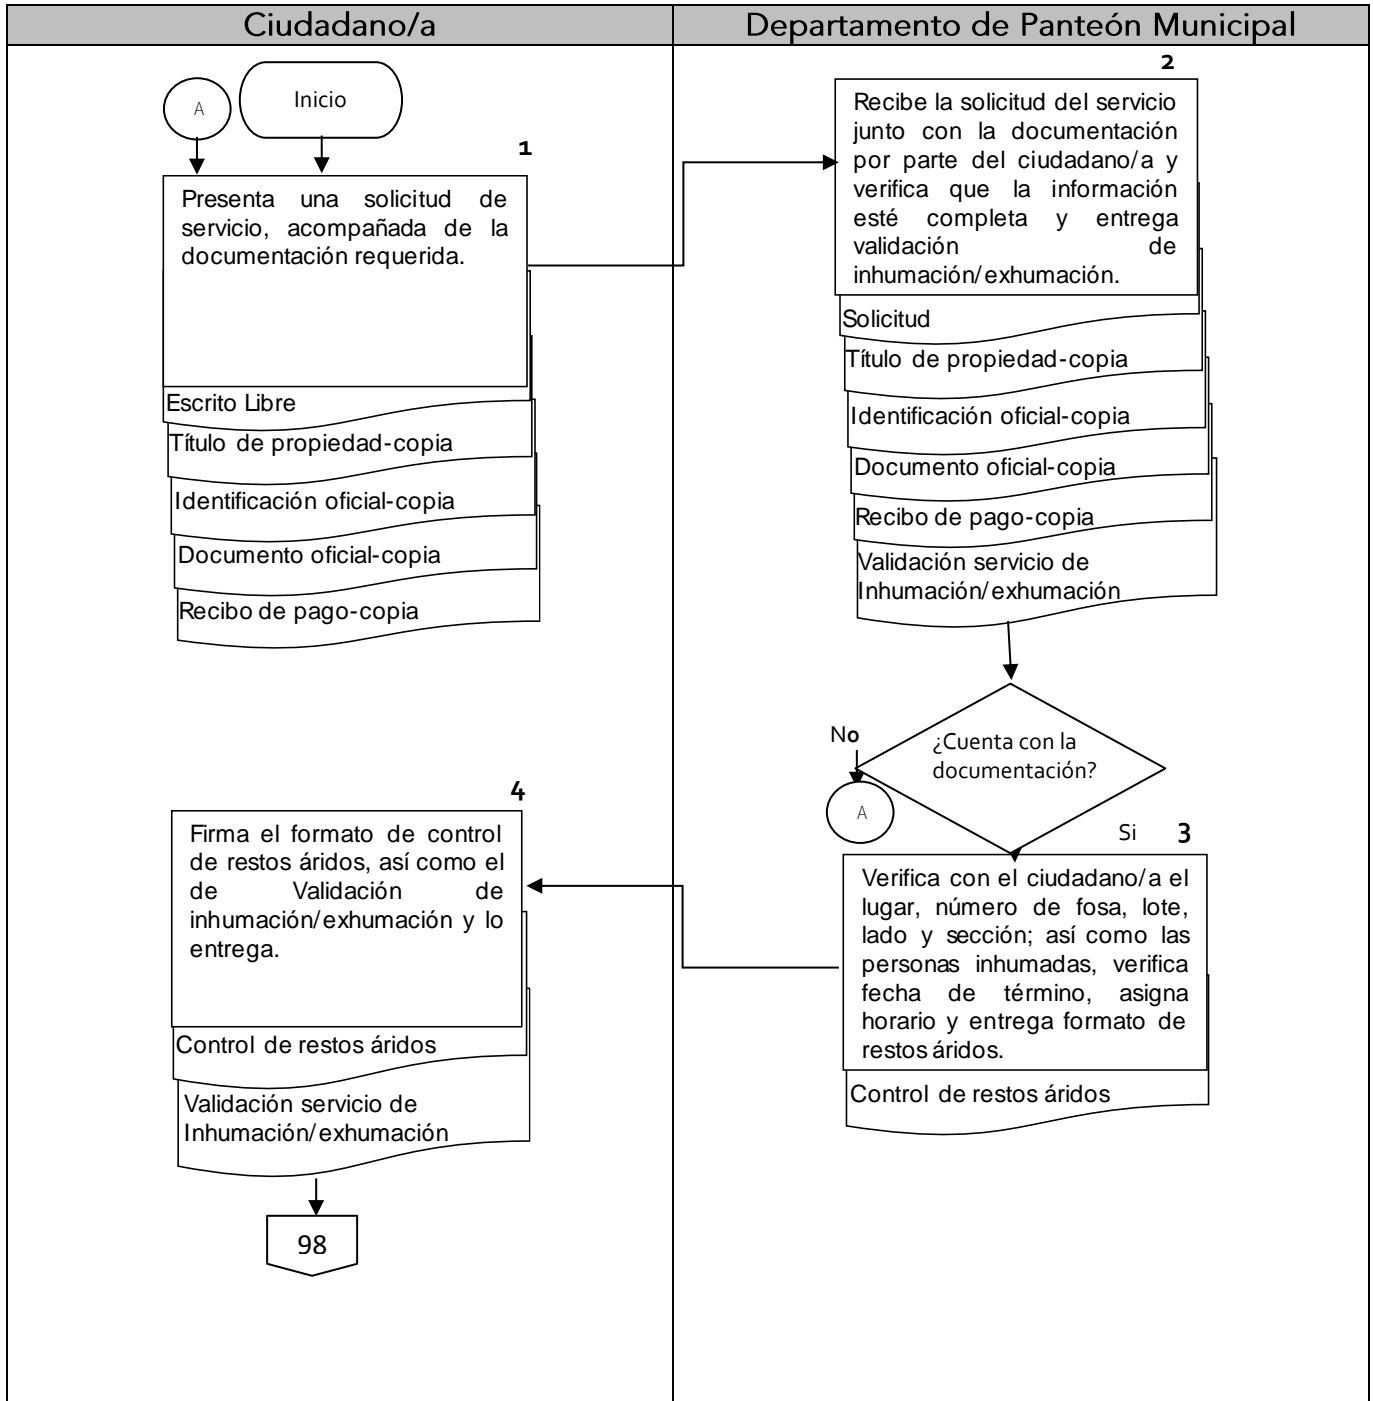 Ciudadano/a
Departamento de Panteón Municipal
A
Inicio
1
Presenta una solicitud de
servicio, acompañada de la
documentación requerida.
Escrito Libre
Título de propiedad-copia
Identificación oficial-copia
Documento oficial-copia
Recibo de pago-copia
2
Recibe la solicitud del servicio
junto con la documentación
por parte del ciudadano/a y
verifica que la información
esté completa y entrega
validación de
inhumación/exhumación.
Solicitud
Título de propiedad-copia
Identificación oficial-copia
Documento oficial-copia
Recibo de pago-copia
Validación servicio de
Inhumación/exhumación
¿Cuenta con la
documentación?
No
A
Si
3
Verifica con el ciudadano/a el
lugar, número de fosa, lote,
lado y sección; así como las
personas inhumadas, verifica
fecha de término, asigna
horario y entrega formato de
restos áridos.
Control de restos áridos
4
Firma el formato de control
de restos áridos, así como el
de Validación de
inhumación/exhumación y lo
entrega.
Control de restos áridos
Validación servicio de
Inhumación/exhumación
98